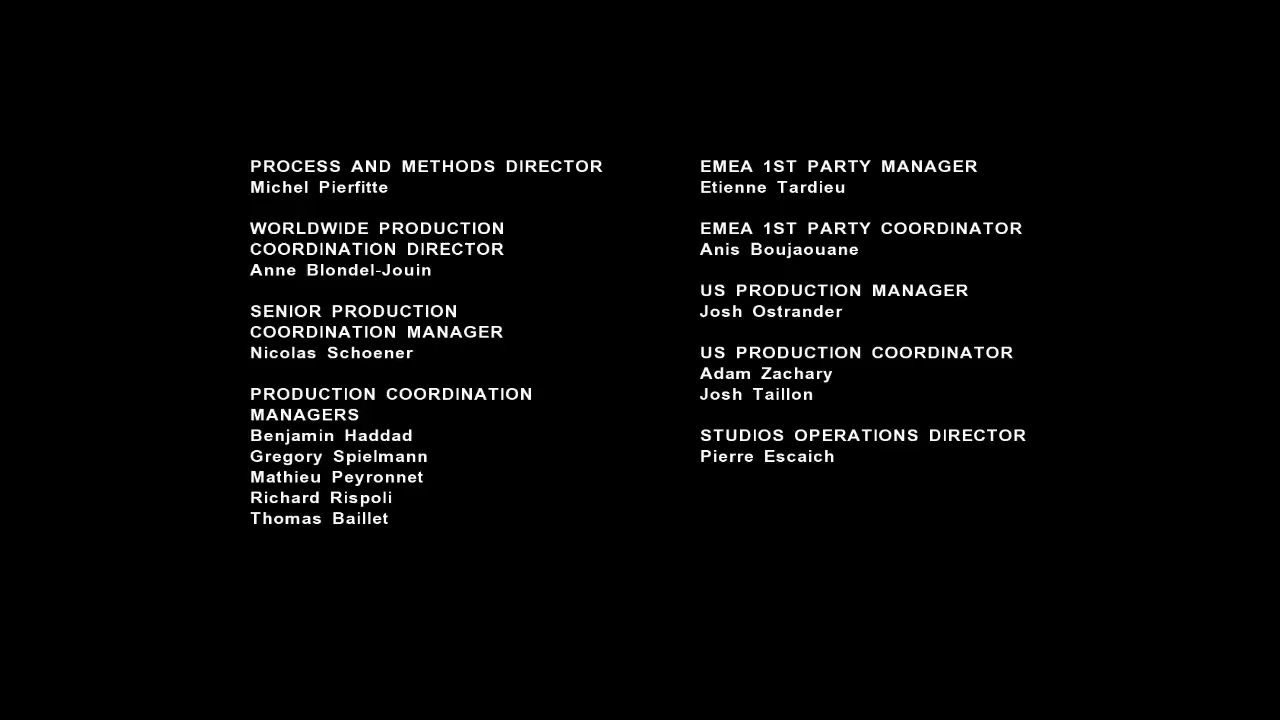 PROCESS AND METHODS DIRECTOR
Michel Pierfitte
WORLDWIDE PRODUCTION
COORDINATION DIRECTOR
Anne Blondel-Jouin
SENIOR PRODUCTION
COORDINATION MANAGER
Nicolas Schoener
PRODUCTION COORDINATION
MANAGERS
Benjamin Haddad
Gregory Spielmann
Mathieu Peyronnet
Richard Rispoli
Thomas Baillet
EMEA 1ST PARTY MANAGER
Etienne Tardieu
EMEA 1ST PARTY COORDINATOR
Anis Boujaouane
US PRODUCTION MANAGER
Josh Ostrander
US PRODUCTION COORDINATOR
Adam Zachary
Josh Taillon
STUDIOS OPERATIONS DIRECTOR
Pierre Escaich